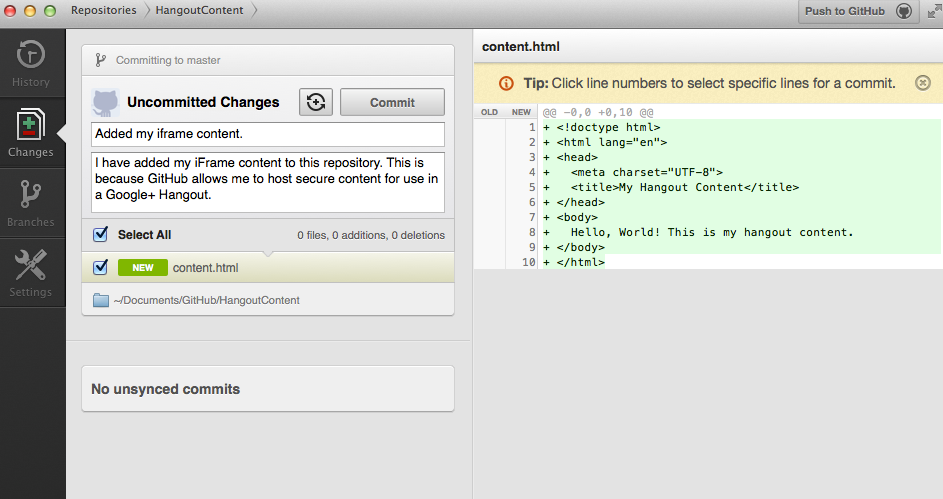 Repositories HangoutContent
Push to GitHub
History
Changes
Branches
Settings
Committing to master
Uncommitted Changes
Commit
Added my iframe content.
I have added my iFrame content to this repository. This is
because GitHub allows me to host secure content for use in
a Google+ Hangout.
Select All 0 files, 0 additions, 0 deletions
NEW content.html
~/Documents/GitHub/HangoutContent
No unsynced commits
content.html
Tip: Click line numbers to select specific lines for a commit.
OLD NEW @@ -0,0 +0,10 @@
1 + <!doctype html>
2 + <html lang="en">
3 + <head>
4 +   <meta charset="UTF-8">
5 +   <title>My Hangout Content</title>
6 + </head>
7 + <body>
8 +   Hello, World! This is my hangout content.
9 + </body>
10 + </html>